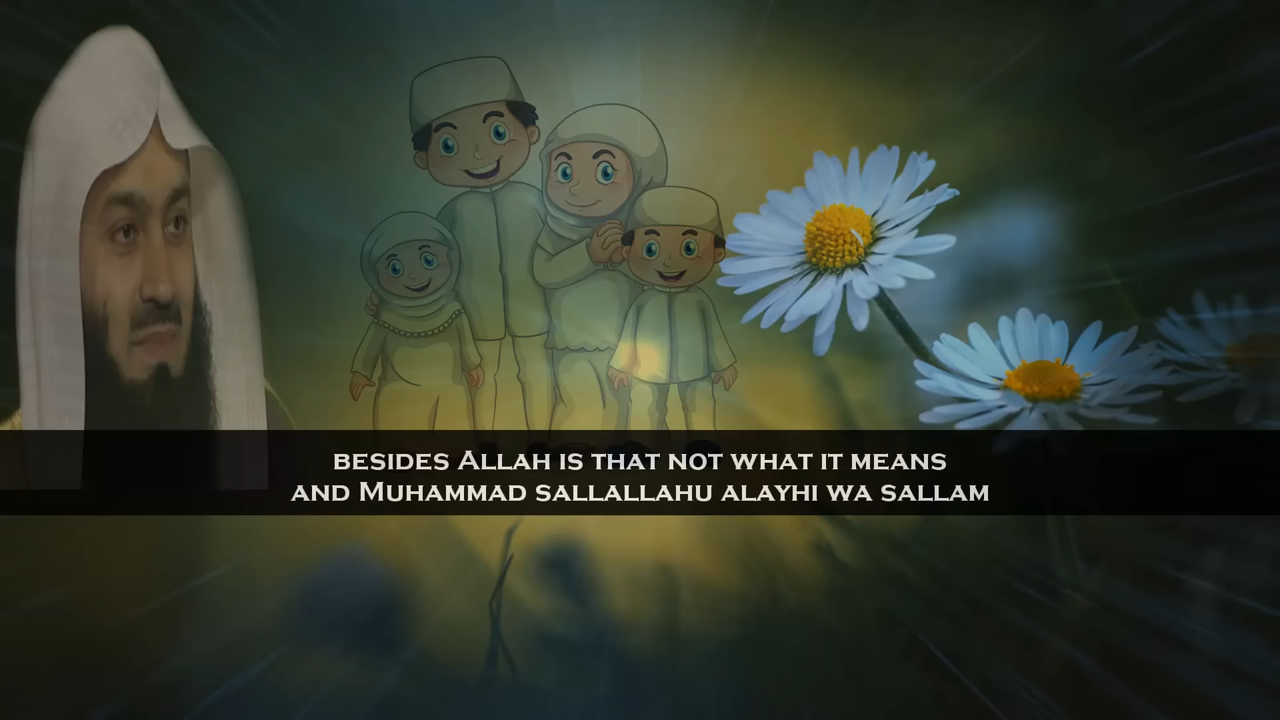 BESIDES ALLAH IS THAT NOT WHAT IT MEANS
AND MUHAMMAD SALLALLAHU ALAYHI WA SALLAM